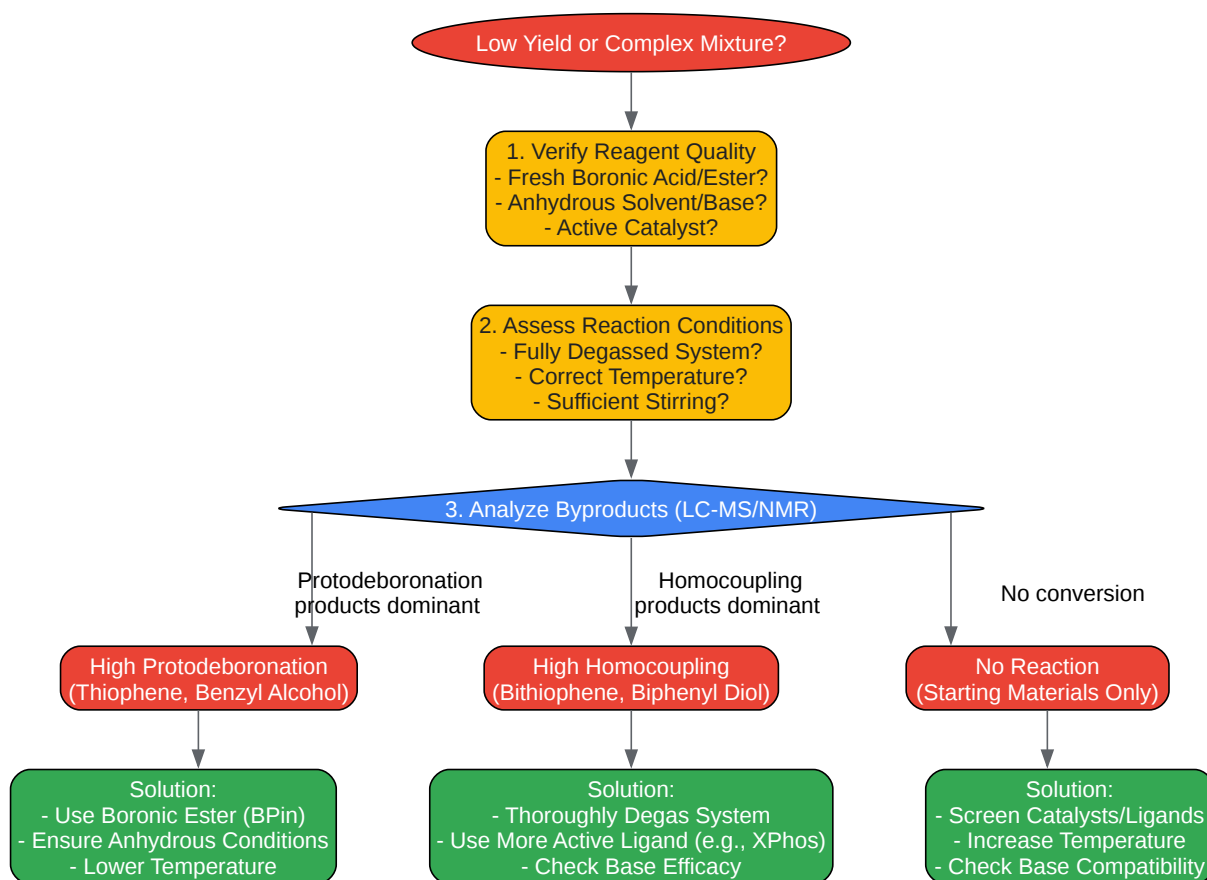 Low Yield or Complex Mixture?
1. Verify Reagent Quality
- Fresh Boronic Acid/Ester?
- Anhydrous Solvent/Base?
- Active Catalyst?
2. Assess Reaction Conditions
- Fully Degassed System?
- Correct Temperature?
- Sufficient Stirring?
3. Analyze Byproducts (LC-MS/NMR)
Protodeboronation
products dominant
Homocoupling
products dominant
No conversion
High Protodeboronation
(Thiophene, Benzyl Alcohol)
High Homocoupling
(Bithiophene, Biphenyl Diol)
No Reaction
(Starting Materials Only)
Solution:
- Use Boronic Ester (BPin)
- Ensure Anhydrous Conditions
- Lower Temperature
Solution:
- Thoroughly Degas System
- Use More Active Ligand (e.g., XPhos)
- Check Base Efficacy
Solution:
- Screen Catalysts/Ligands
- Increase Temperature
- Check Base Compatibility